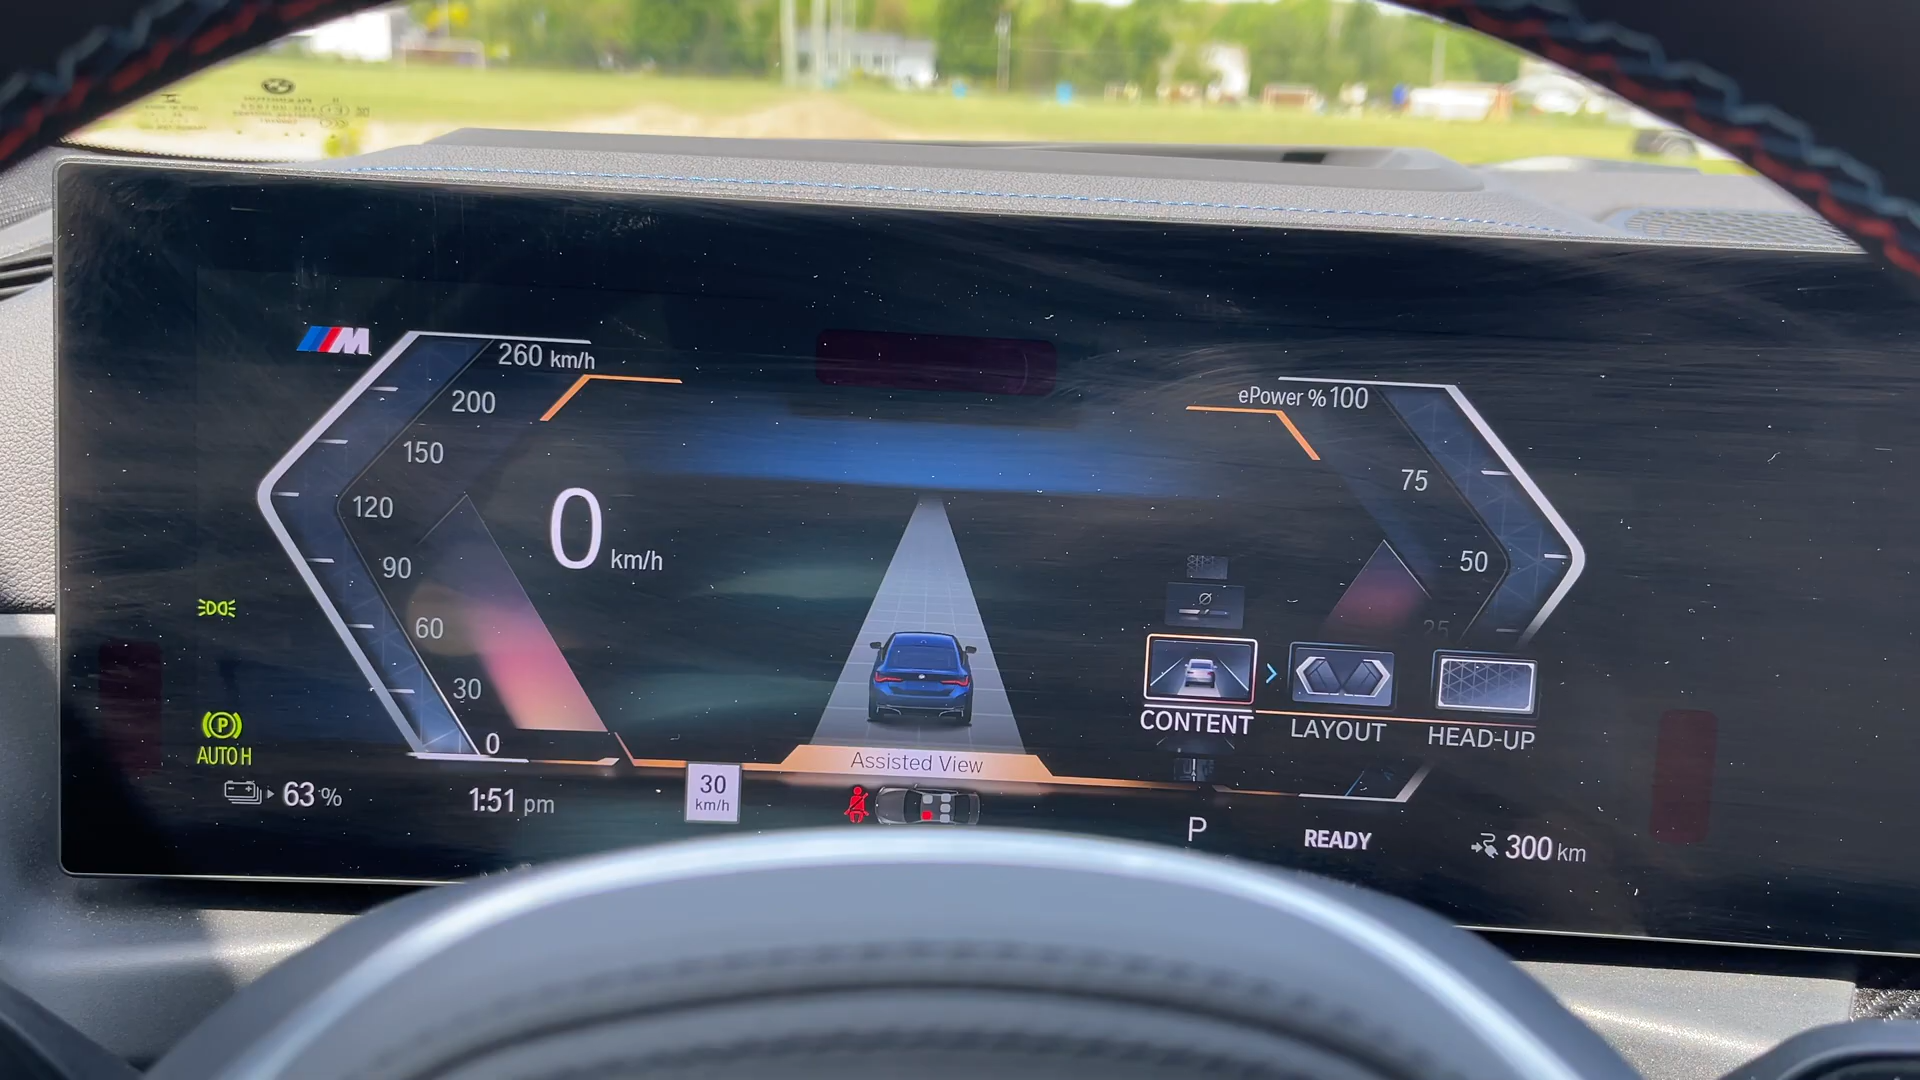 M
260 km/h
200
150
120
90
60
30
0
0 km/h
ePower % 100
75
50
25
CONTENT
LAYOUT
HEAD-UP
Assisted View
P
AUTO H
63 %
1:51 pm
30
km/h
P
READY
300 km